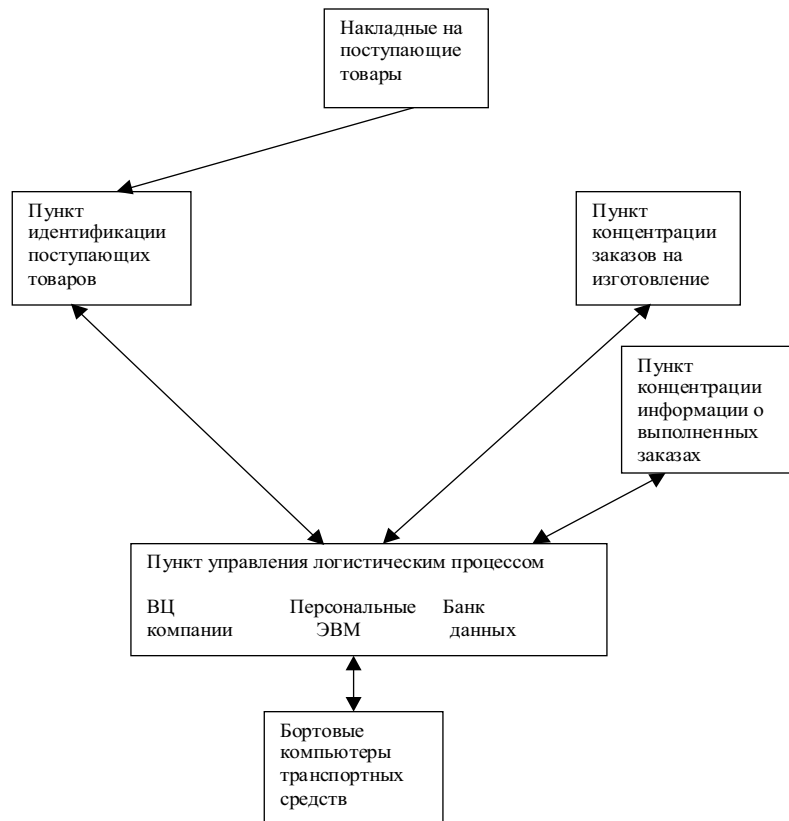 Накладные на
поступающие
товары
Пункт
идентификации
поступающих
товаров
Пункт
концентрации
заказов на
изготовление
Пункт
концентрации
информации о
выполненных
заказах
Пункт управления логистическим процессом
ВЦ Персональные Банк
компании ЭВМ данных
Бортовые
компьютеры
транспортных
средств